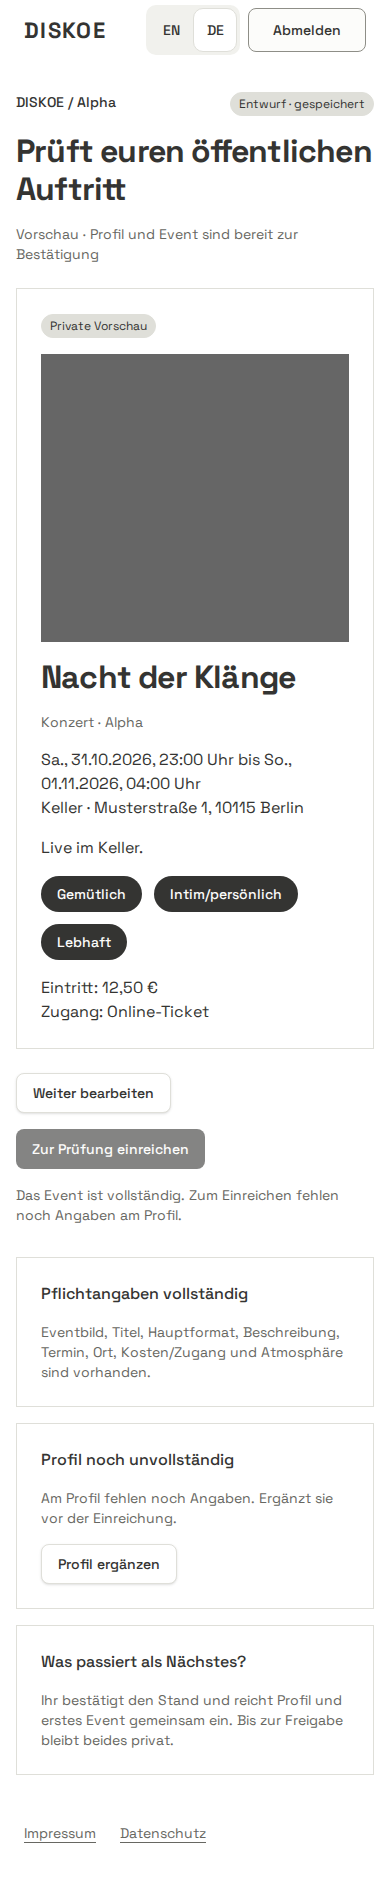 DISKOE
EN DE Abmelden
DISKOE / Alpha
Entwurf · gespeichert
Prüft euren öffentlichen
Auftritt
Vorschau · Profil und Event sind bereit zur
Bestätigung
Private Vorschau
Nacht der Klänge
Konzert · Alpha
Sa., 31.10.2026, 23:00 Uhr bis So.,
01.11.2026, 04:00 Uhr
Keller · Musterstraße 1, 10115 Berlin
Live im Keller.
Gemütlich Intim/persönlich
Lebhaft
Eintritt: 12,50 €
Zugang: Online-Ticket
Weiter bearbeiten
Zur Prüfung einreichen
Das Event ist vollständig. Zum Einreichen fehlen
noch Angaben am Profil.
Pflichtangaben vollständig
Eventbild, Titel, Hauptformat, Beschreibung,
Termin, Ort, Kosten/Zugang und Atmosphäre
sind vorhanden.
Profil noch unvollständig
Am Profil fehlen noch Angaben. Ergänzt sie
vor der Einreichung.
Profil ergänzen
Was passiert als Nächstes?
Ihr bestätigt den Stand und reicht Profil und
erstes Event gemeinsam ein. Bis zur Freigabe
bleibt beides privat.
Impressum Datenschutz